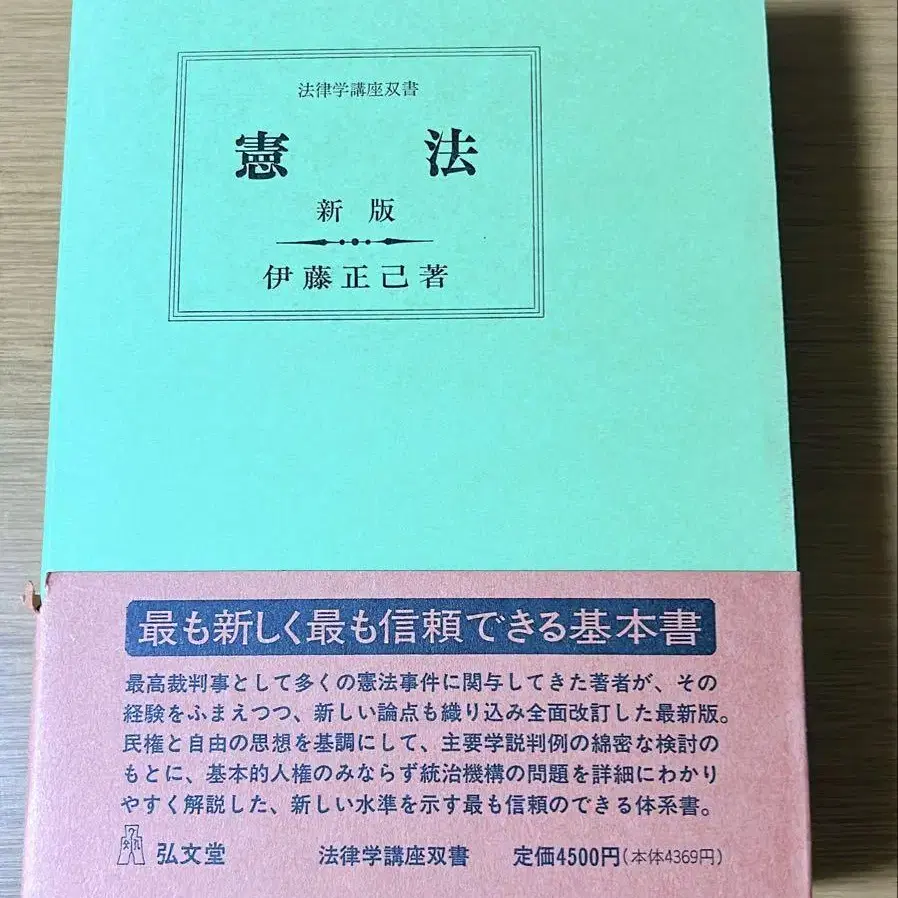 法律学講座双書
憲法
新版
伊藤正己著
最も新しく最も信頼できる基本書
最高裁判事として多くの憲法事件に関与してきた著者が、その
経験をふまえつつ、新しい論点も織り込み全面改訂した最新版。
民権と自由の思想を基調にして、主要学説判例の綿密な検討の
もとに、基本的人権のみならず統治機構の問題を詳細にわかり
やすく解説した、新しい水準を示す最も信頼のできる体系書。
弘文堂 法律学講座双書 定価4500円(本体4369円)